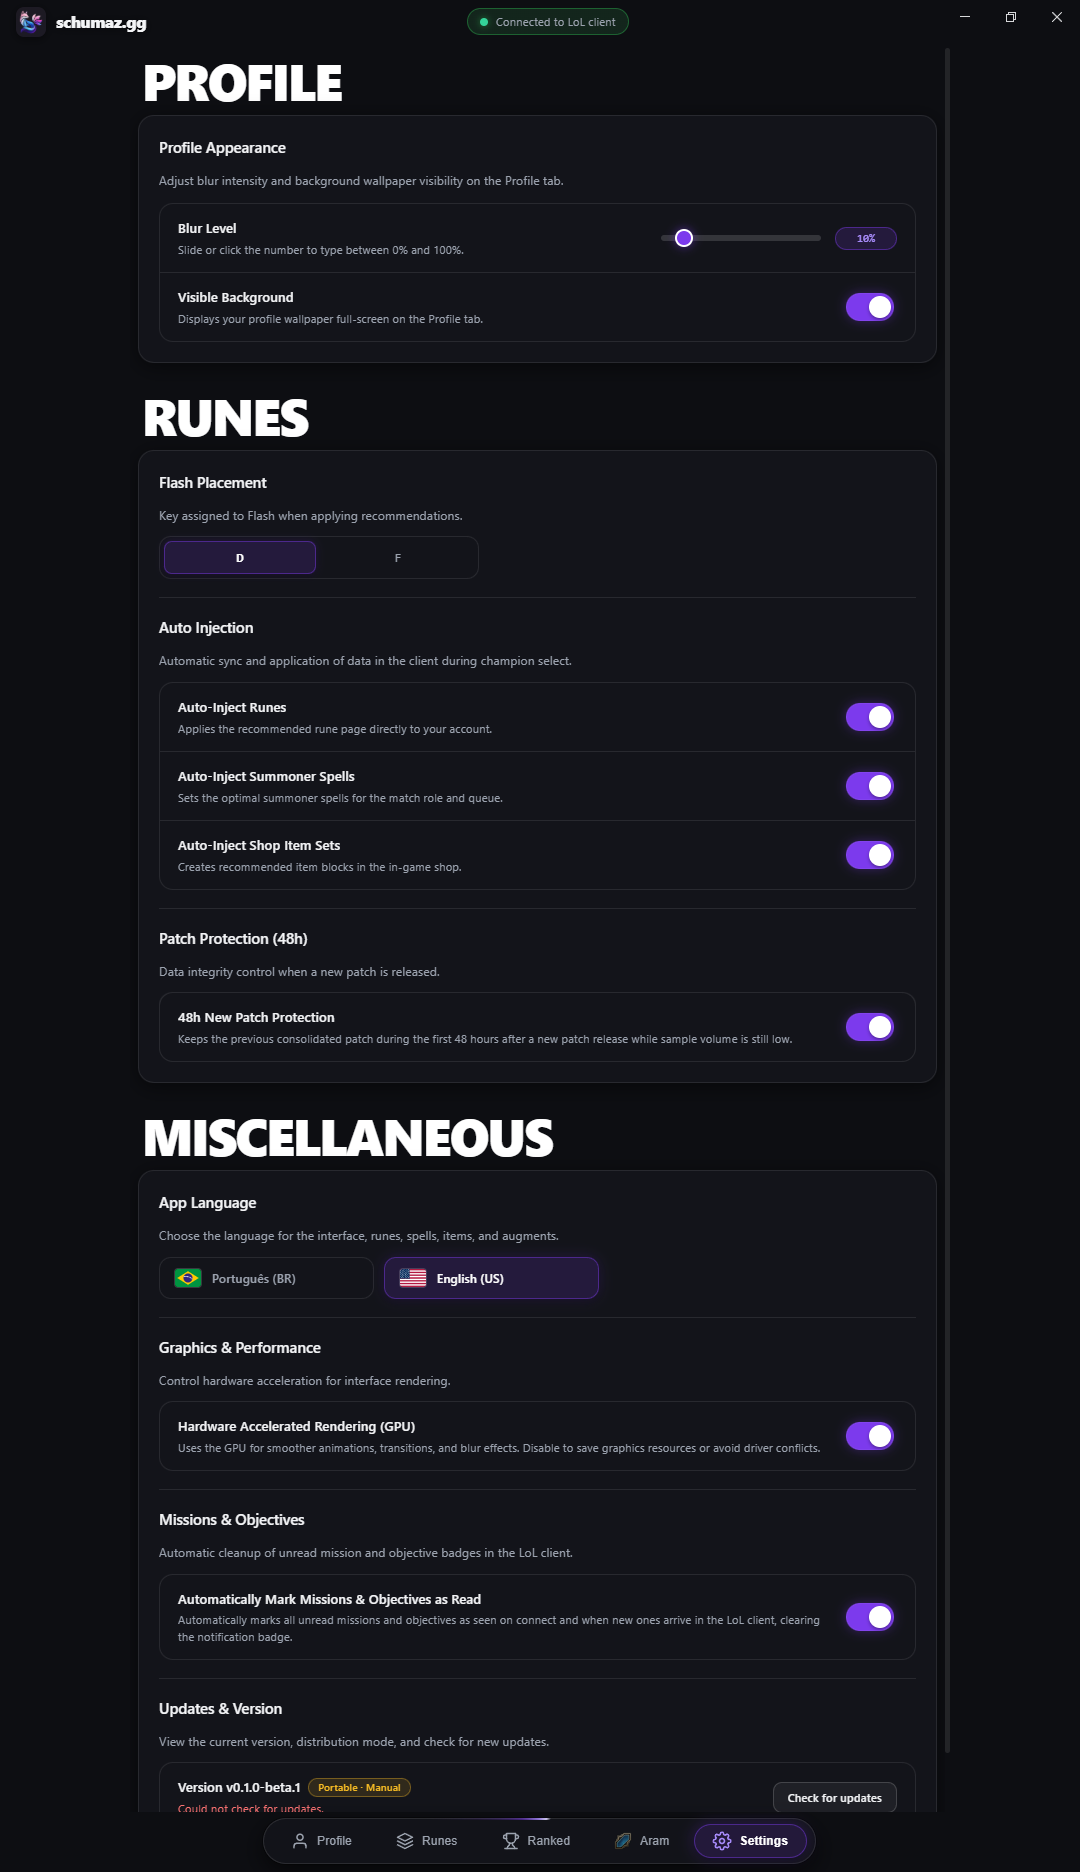 schumaz.gg
Connected to LoL client
PROFILE
Profile Appearance
Adjust blur intensity and background wallpaper visibility on the Profile tab.
Blur Level
Slide or click the number to type between 0% and 100%.
10%
Visible Background
Displays your profile wallpaper full-screen on the Profile tab.
RUNES
Flash Placement
Key assigned to Flash when applying recommendations.
D
F
Auto Injection
Automatic sync and application of data in the client during champion select.
Auto-Inject Runes
Applies the recommended rune page directly to your account.
Auto-Inject Summoner Spells
Sets the optimal summoner spells for the match role and queue.
Auto-Inject Shop Item Sets
Creates recommended item blocks in the in-game shop.
Patch Protection (48h)
Data integrity control when a new patch is released.
48h New Patch Protection
Keeps the previous consolidated patch during the first 48 hours after a new patch release while sample volume is still low.
MISCELLANEOUS
App Language
Choose the language for the interface, runes, spells, items, and augments.
Português (BR)
English (US)
Graphics & Performance
Control hardware acceleration for interface rendering.
Hardware Accelerated Rendering (GPU)
Uses the GPU for smoother animations, transitions, and blur effects. Disable to save graphics resources or avoid driver conflicts.
Missions & Objectives
Automatic cleanup of unread mission and objective badges in the LoL client.
Automatically Mark Missions & Objectives as Read
Automatically marks all unread missions and objectives as seen on connect and when new ones arrive in the LoL client, clearing
the notification badge.
Updates & Version
View the current version, distribution mode, and check for new updates.
Version v0.1.0-beta.1
Portable · Manual
Could not check for updates.
Check for updates
Profile
Runes
Ranked
Aram
Settings